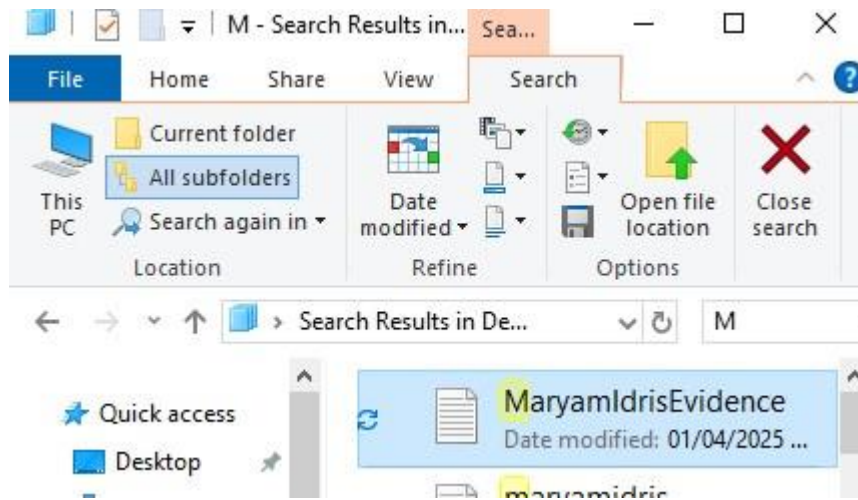 M - Search Results in... Sea...
File Home Share View Search
Current folder
All subfolders
Search again in
This PC
Date modified
Open file location
Close search
Location Refine Options
Search Results in De... M
Quick access
Desktop
MaryamIdrisEvidence
Date modified: 01/04/2025 ...
maryamidris